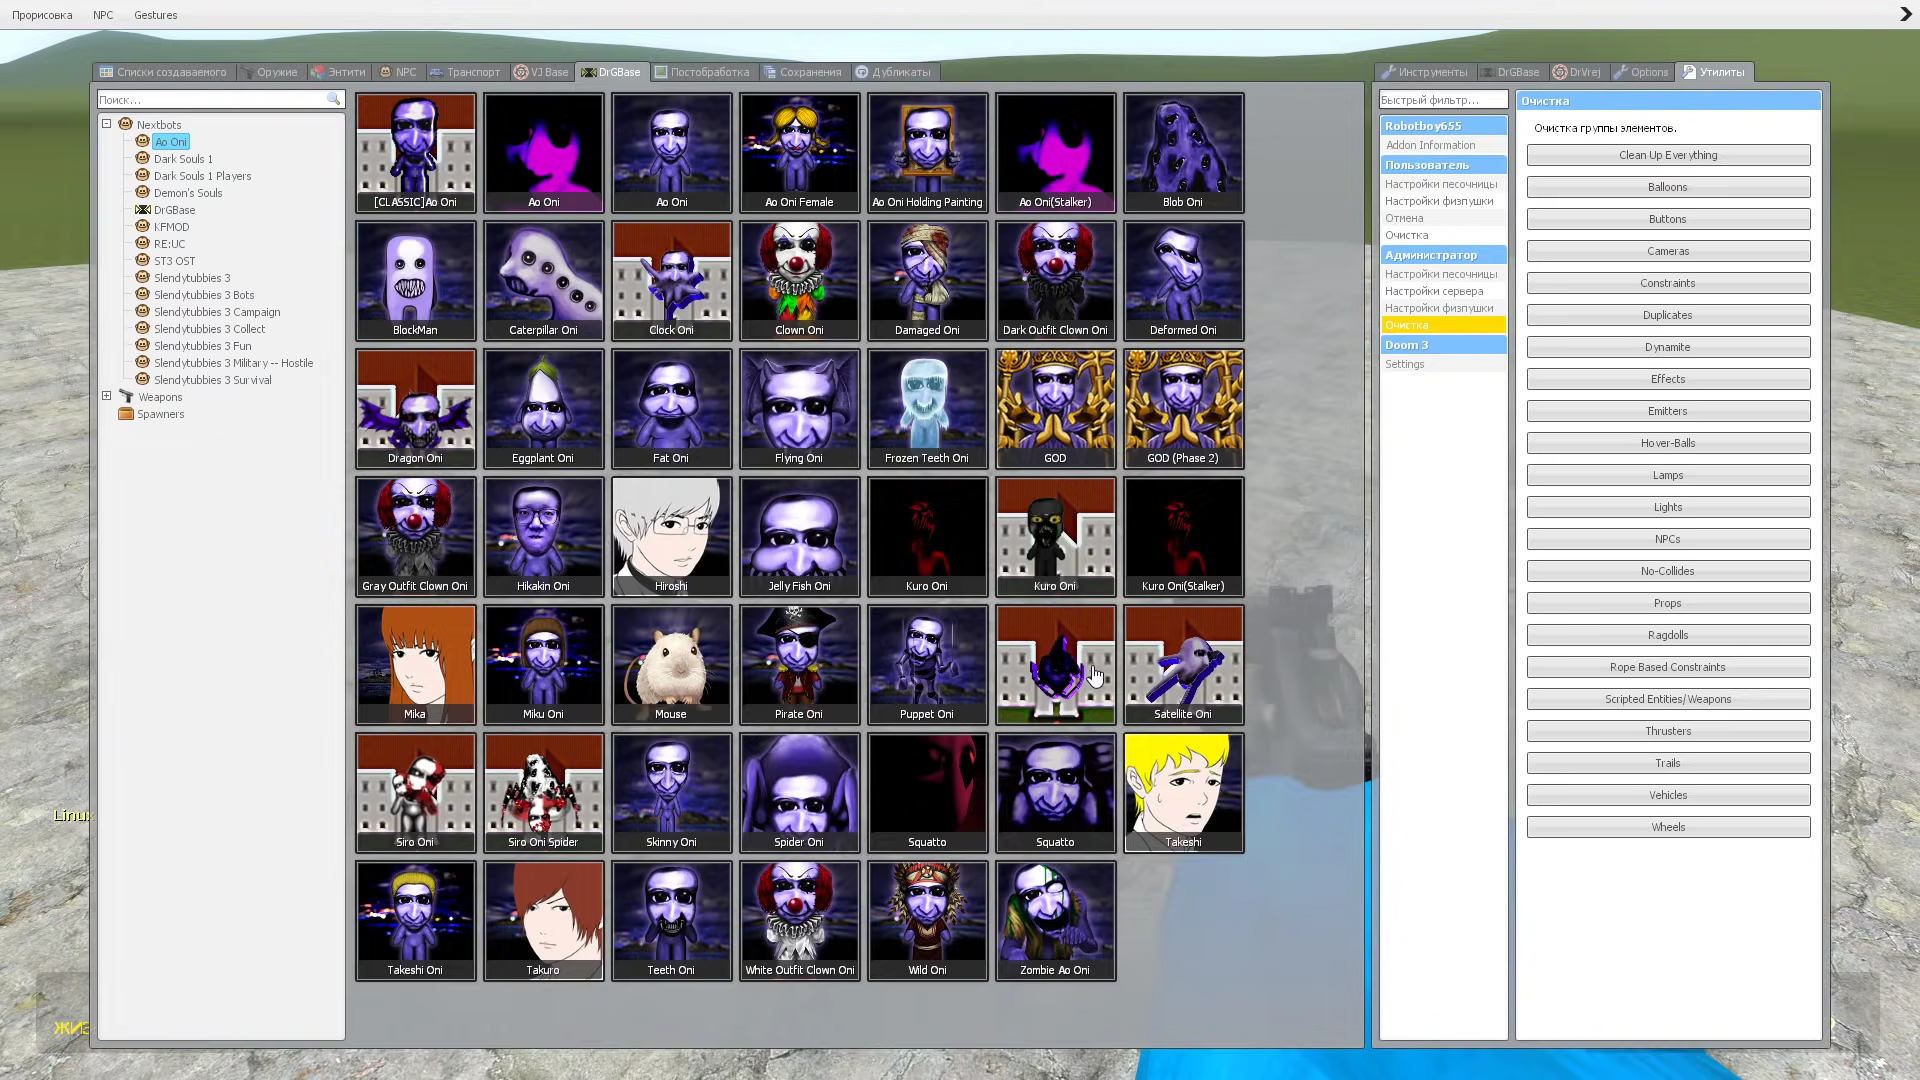 Прорисовка NPC Gestures
Списки создаваемого Оружие Энтити NPC Транспорт VJ Base DrGBase Постобработка Сохранения Дубликаты
Инструменты DrGBase DrVrej Options Утилиты
Поиск...
Nextbots
Ao Oni
Dark Souls 1
Dark Souls 1 Players
Demon's Souls
DrGBase
KFMOD
RE:UC
ST3 OST
Slendytubbies 3
Slendytubbies 3 Bots
Slendytubbies 3 Campaign
Slendytubbies 3 Collect
Slendytubbies 3 Fun
Slendytubbies 3 Military -- Hostile
Slendytubbies 3 Survival
Weapons
Spawners
[CLASSIC]Ao Oni Ao Oni Ao Oni Ao Oni Female Ao Oni Holding Painting Ao Oni(Stalker) Blob Oni
BlockMan Caterpillar Oni Clock Oni Clown Oni Damaged Oni Dark Outfit Clown Oni Deformed Oni
Dragon Oni Eggplant Oni Fat Oni Flying Oni Frozen Teeth Oni GOD GOD (Phase 2)
Gray Outfit Clown Oni Hikakin Oni Hiroshi Jelly Fish Oni Kuro Oni Kuro Oni Kuro Oni(Stalker)
Mika Miku Oni Mouse Pirate Oni Puppet Oni Satellite Oni
Siro Oni Siro Oni Spider Skinny Oni Spider Oni Squatto Squatto Takeshi
Takeshi Oni Takuro Teeth Oni White Outfit Clown Oni Wild Oni Zombie Ao Oni
Быстрый фильтр...
Robotboy655
Addon Information
Пользователь
Настройки песочницы
Настройки физпушки
Отмена
Очистка
Администратор
Настройки песочницы
Настройки сервера
Настройки физпушки
Очистка
Doom 3
Settings
Очистка
Очистка группы элементов.
Clean Up Everything
Balloons
Buttons
Cameras
Constraints
Duplicates
Dynamite
Effects
Emitters
Hover-Balls
Lamps
Lights
NPCs
No-Collides
Props
Ragdolls
Rope Based Constraints
Scripted Entities/Weapons
Thrusters
Trails
Vehicles
Wheels